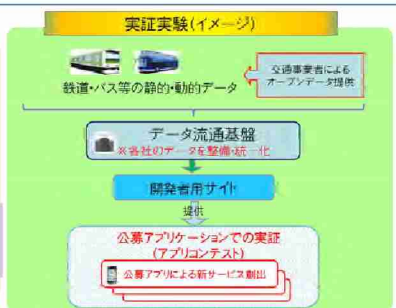 実証実験(イメージ)
鉄道・バス等の静的・動的データ
交通事業者による
オープンデータ提供
データ流通基盤
※各社のデータを整備・統一化
開発者用サイト
提供
公募アプリケーションでの実証
(アプリコンテスト)
公募アプリによる新サービス創出